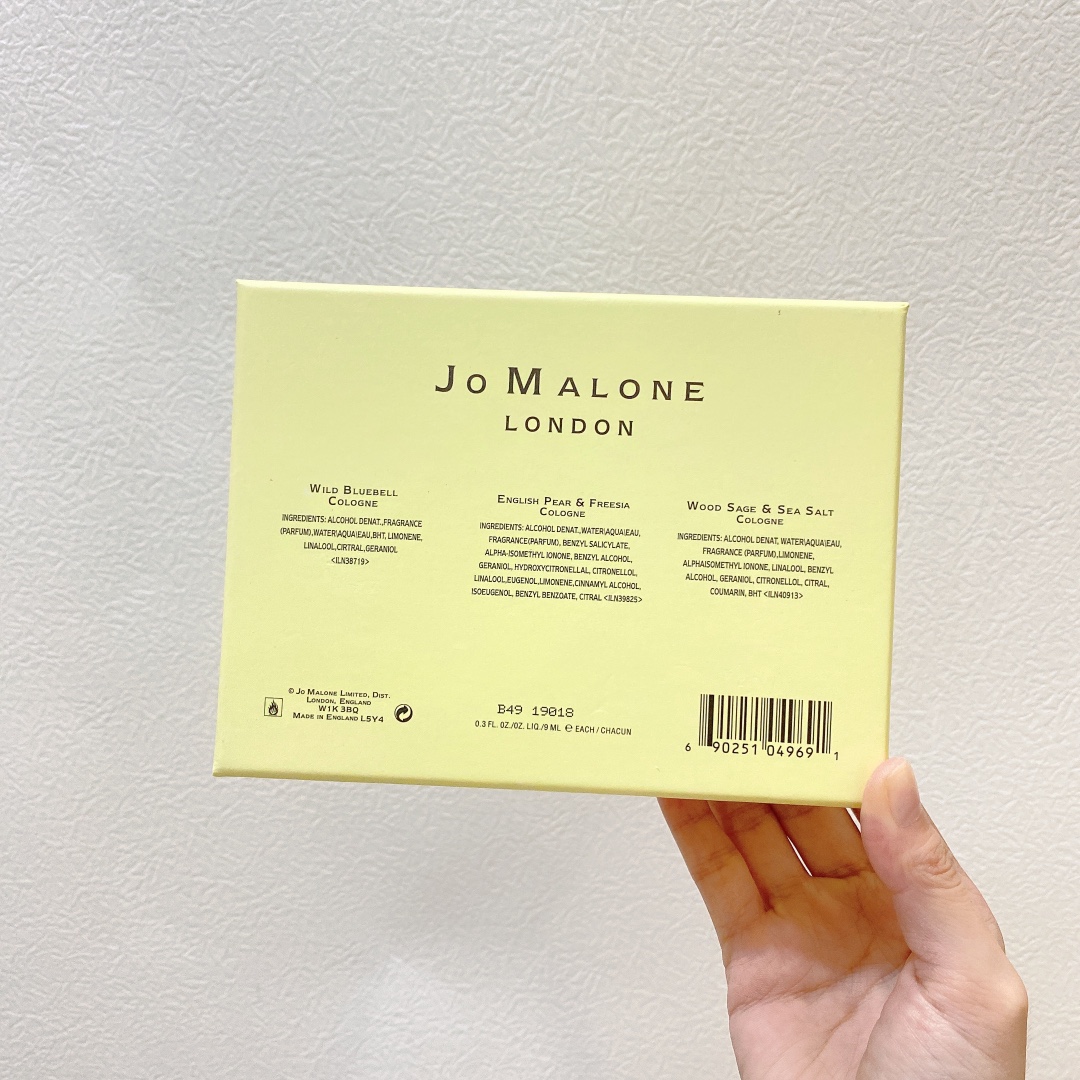 JO MALONE
LONDON
WILD BLUEBELL
COLOGNE
INGREDIENTS: ALCOHOL DENAT.,FRAGRANCE
(PARFUM),WATER\AQUA\EAU,BHT, LIMONENE,
LINALOOL,CIRTRAL,GERANIOL
<ILN38719>
ENGLISH PEAR & FREESIA
COLOGNE
INGREDIENTS: ALCOHOL DENAT.,WATER\AQUA\EAU,
FRAGRANCE(PARFUM), BENZYL SALICYLATE,
ALPHA-ISOMETHYL IONONE, BENZYL ALCOHOL,
GERANIOL, HYDROXYCITRONELLAL, CITRONELLOL,
LINALOOL,EUGENOL,LIMONENE,CINNAMYL ALCOHOL,
ISOEUGENOL, BENZYL BENZOATE, CITRAL <ILN39825>
WOOD SAGE & SEA SALT
COLOGNE
INGREDIENTS: ALCOHOL DENAT, WATER\AQUA\EAU,
FRAGRANCE (PARFUM),LIMONENE,
ALPHAISOMETHYL IONONE, LINALOOL, BENZYL
ALCOHOL, GERANIOL, CITRONELLOL, CITRAL,
COUMARIN, BHT <ILN40913>
© JO MALONE LIMITED, DIST.
LONDON, ENGLAND
W1K 3BQ
MADE IN ENGLAND L5Y4
B49 19018
0.3 FL. OZ./OZ. LIQ./9 ML ℮ EACH / CHACUN
6 90251 04969 1